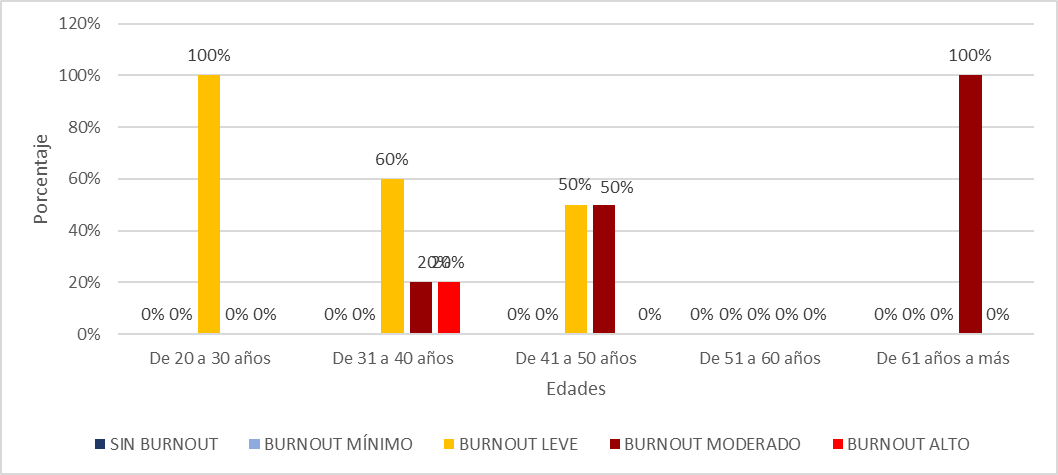 120%
100%
80%
60%
40%
20%
0%
Porcentaje
100%
0% 0%
0% 0%
60%
0% 0%
20%
20%
50%
50%
0% 0%
0%
0% 0% 0% 0% 0%
100%
0% 0% 0%
0%
De 20 a 30 años
De 31 a 40 años
De 41 a 50 años
De 51 a 60 años
De 61 años a más
Edades
SIN BURNOUT
BURNOUT MÍNIMO
BURNOUT LEVE
BURNOUT MODERADO
BURNOUT ALTO